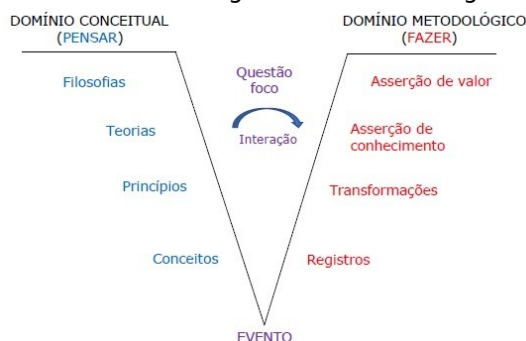 DOMÍNIO CONCEITUAL
(PENSAR)
DOMÍNIO METODOLÓGICO
(FAZER)
Filosofias
Questão
foco
Asserção de valor
Teorias
Interação
Asserção de
conhecimento
Princípios
Transformações
Conceitos
Registros
EVENTO